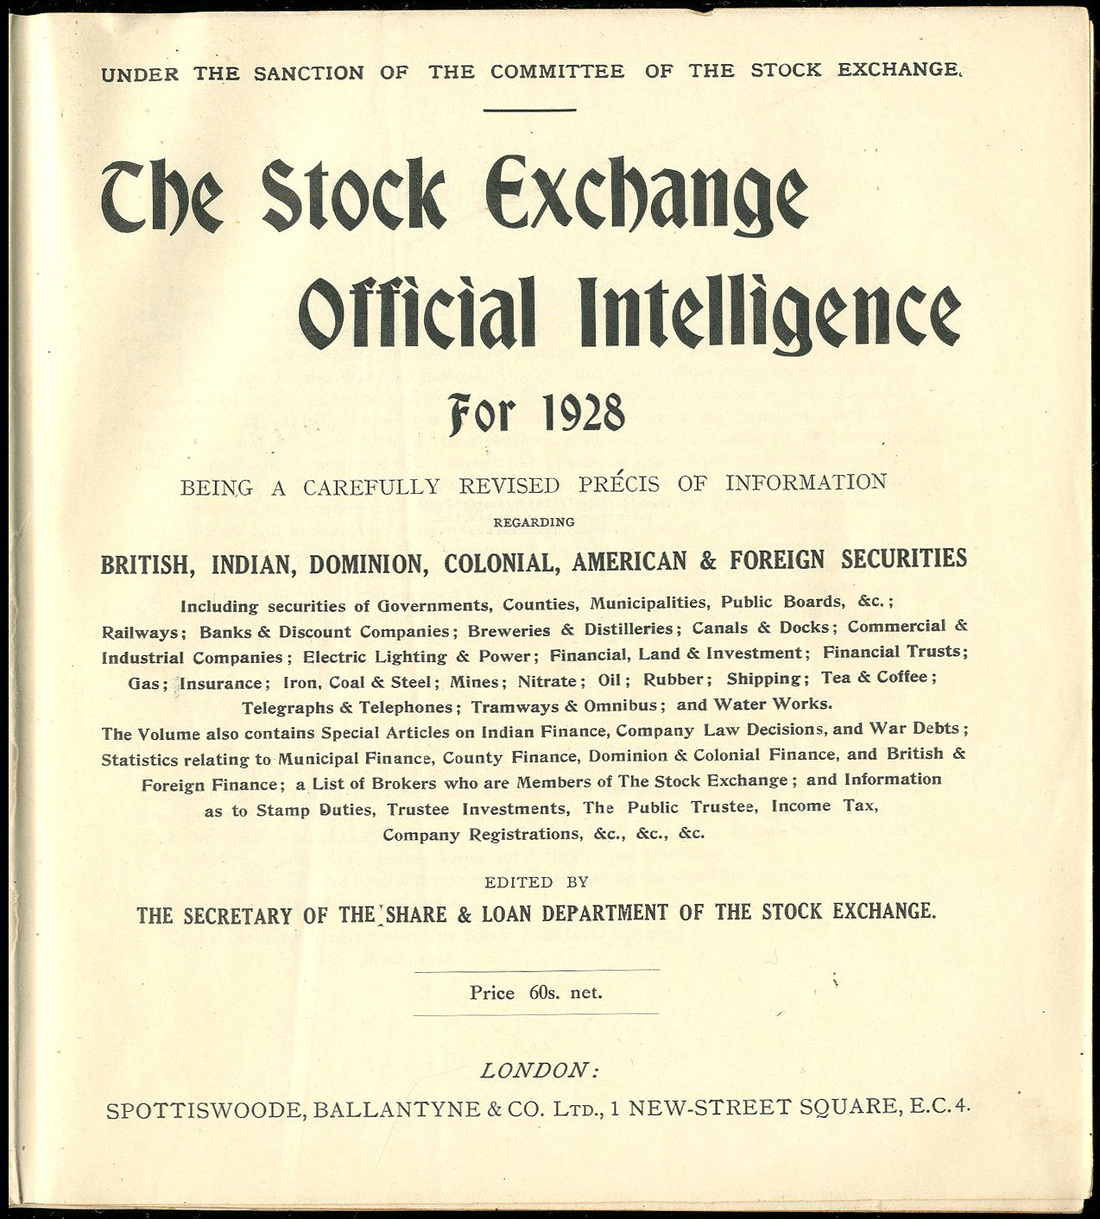 UNDER THE SANCTION OF THE COMMITTEE OF THE STOCK EXCHANGE.
The Stock Exchange
Official Intelligence
For 1928
BEING A CAREFULLY REVISED PRÉCIS OF INFORMATION
REGARDING
BRITISH, INDIAN, DOMINION, COLONIAL, AMERICAN & FOREIGN SECURITIES
Including securities of Governments, Counties, Municipalities, Public Boards, &c.;
Railways; Banks & Discount Companies; Breweries & Distilleries; Canals & Docks; Commercial &
Industrial Companies; Electric Lighting & Power; Financial, Land & Investment; Financial Trusts;
Gas; Insurance; Iron, Coal & Steel; Mines; Nitrate; Oil; Rubber; Shipping; Tea & Coffee;
Telegraphs & Telephones; Tramways & Omnibus; and Water Works.
The Volume also contains Special Articles on Indian Finance, Company Law Decisions, and War Debts;
Statistics relating to Municipal Finance, County Finance, Dominion & Colonial Finance, and British &
Foreign Finance; a List of Brokers who are Members of The Stock Exchange; and Information
as to Stamp Duties, Trustee Investments, The Public Trustee, Income Tax,
Company Registrations, &c., &c., &c.
EDITED BY
THE SECRETARY OF THE SHARE & LOAN DEPARTMENT OF THE STOCK EXCHANGE.
Price 60s. net.
LONDON:
SPOTTISWOODE, BALLANTYNE & CO. LTD., 1 NEW-STREET SQUARE, E.C.4.